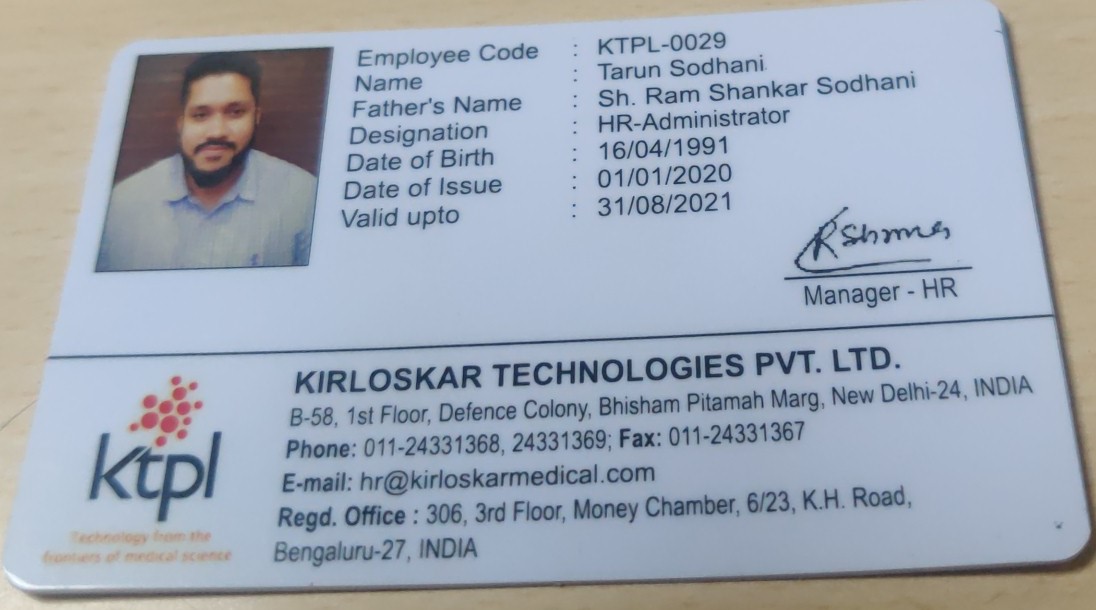 Employee Code : KTPL-0029
Name : Tarun Sodhani
Father's Name : Sh. Ram Shankar Sodhani
Designation : HR-Administrator
Date of Birth : 16/04/1991
Date of Issue : 01/01/2020
Valid upto : 31/08/2021
Manager - HR
KIRLOSKAR TECHNOLOGIES PVT. LTD.
B-58, 1st Floor, Defence Colony, Bhisham Pitamah Marg, New Delhi-24, INDIA
Phone: 011-24331368, 24331369; Fax: 011-24331367
E-mail: hr@kirloskarmedical.com
Regd. Office : 306, 3rd Floor, Money Chamber, 6/23, K.H. Road,
Bengaluru-27, INDIA
ktpl
Technology from the
frontiers of medical science